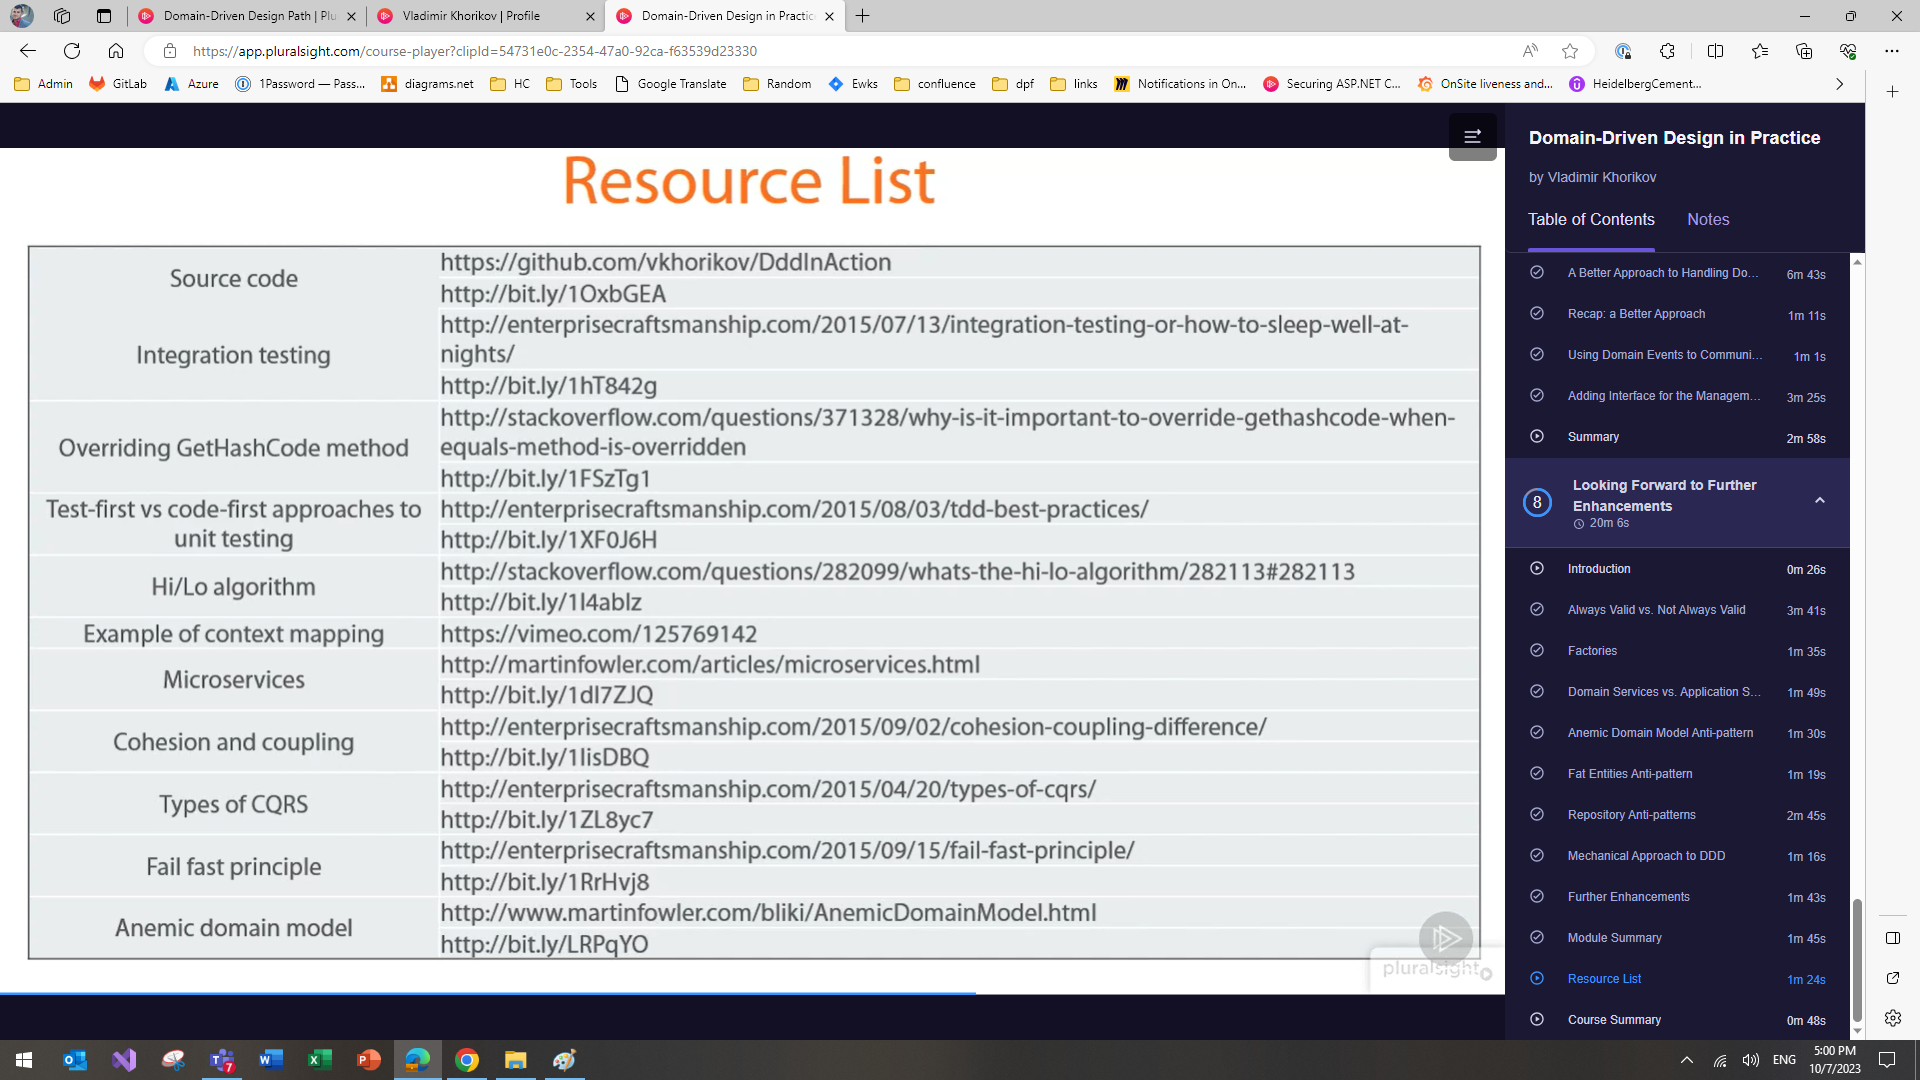 Domain-Driven Design Path | Plu
Vladimir Khorikov | Profile
Domain-Driven Design in Practic
https://app.pluralsight.com/course-player?clipId=54731e0c-2354-47a0-92ca-f63539d23330
Admin
GitLab
Azure
1Password — Pass...
diagrams.net
HC
Tools
Google Translate
Random
Ewks
confluence
dpf
links
Notifications in On...
Securing ASP.NET C...
OnSite liveness and...
HeidelbergCement...
Resource List
Source code
https://github.com/vkhorikov/DddInAction
http://bit.ly/1OxbGEA
Integration testing
http://enterprisecraftsmanship.com/2015/07/13/integration-testing-or-how-to-sleep-well-at-
nights/
http://bit.ly/1hT842g
Overriding GetHashCode method
http://stackoverflow.com/questions/371328/why-is-it-important-to-override-gethashcode-when-
equals-method-is-overridden
http://bit.ly/1FSzTg1
Test-first vs code-first approaches to
unit testing
http://enterprisecraftsmanship.com/2015/08/03/tdd-best-practices/
http://bit.ly/1XF0J6H
Hi/Lo algorithm
http://stackoverflow.com/questions/282099/whats-the-hi-lo-algorithm/282113#282113
http://bit.ly/1I4ablz
Example of context mapping
https://vimeo.com/125769142
Microservices
http://martinfowler.com/articles/microservices.html
http://bit.ly/1dI7ZJQ
Cohesion and coupling
http://enterprisecraftsmanship.com/2015/09/02/cohesion-coupling-difference/
http://bit.ly/1IisDBQ
Types of CQRS
http://enterprisecraftsmanship.com/2015/04/20/types-of-cqrs/
http://bit.ly/1ZL8yc7
Fail fast principle
http://enterprisecraftsmanship.com/2015/09/15/fail-fast-principle/
http://bit.ly/1RrHvj8
Anemic domain model
http://www.martinfowler.com/bliki/AnemicDomainModel.html
http://bit.ly/LRPqYO
pluralsight
Domain-Driven Design in Practice
by Vladimir Khorikov
Table of Contents
Notes
A Better Approach to Handling Do... 6m 43s
Recap: a Better Approach 1m 11s
Using Domain Events to Communi... 1m 1s
Adding Interface for the Managem... 3m 25s
Summary 2m 58s
8
Looking Forward to Further
Enhancements
20m 6s
Introduction 0m 26s
Always Valid vs. Not Always Valid 3m 41s
Factories 1m 35s
Domain Services vs. Application S... 1m 49s
Anemic Domain Model Anti-pattern 1m 30s
Fat Entities Anti-pattern 1m 19s
Repository Anti-patterns 2m 45s
Mechanical Approach to DDD 1m 16s
Further Enhancements 1m 43s
Module Summary 1m 45s
Resource List 1m 24s
Course Summary 0m 48s
7
ENG
5:00 PM
10/7/2023